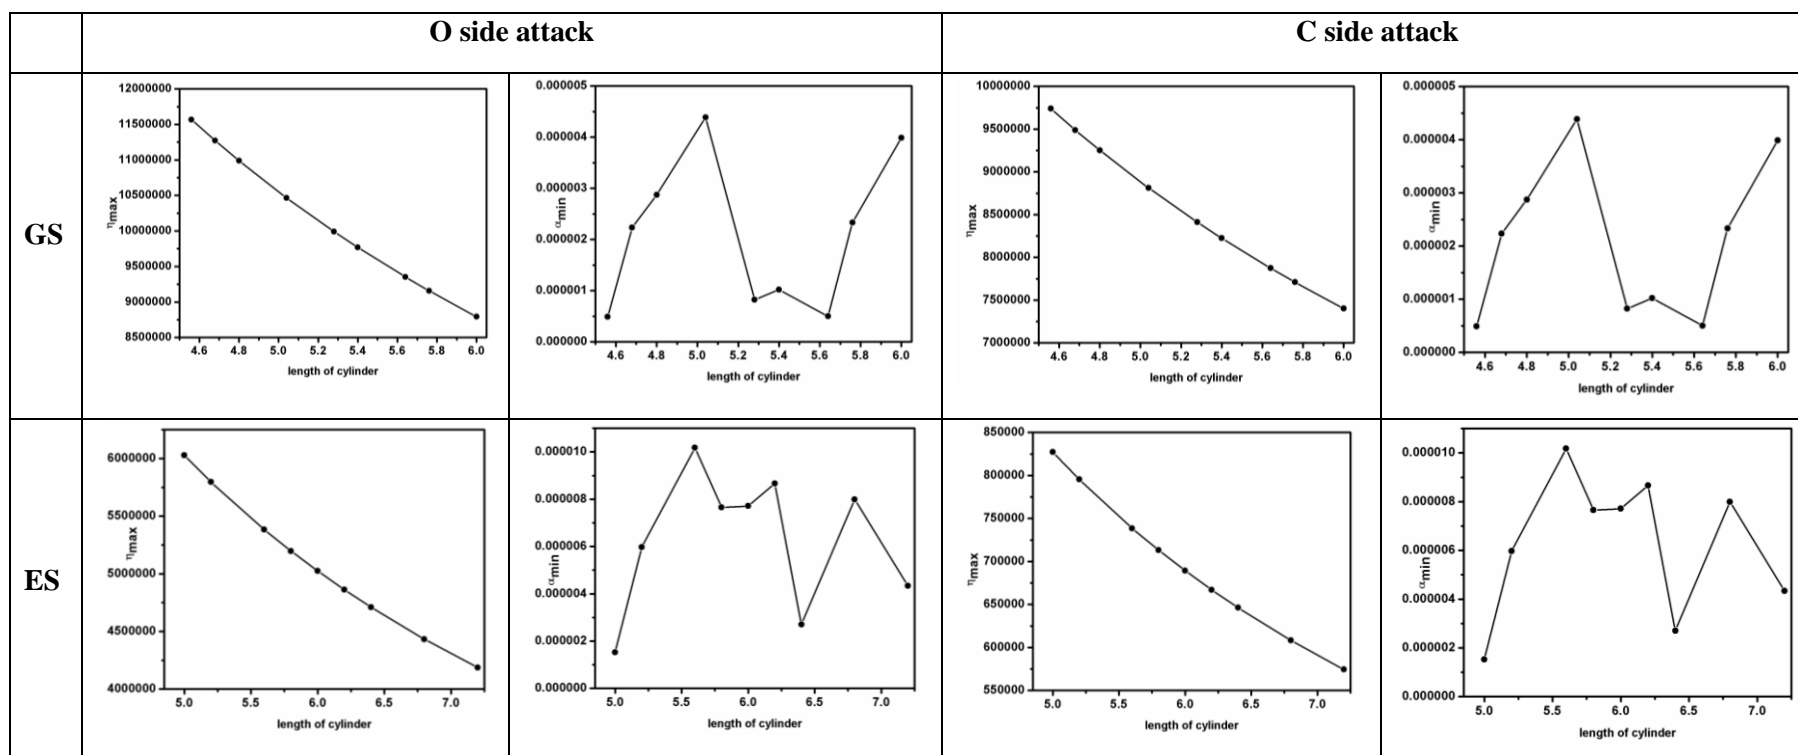 O side attack
C side attack
GS
12000000
11500000
11000000
10500000
10000000
9500000
9000000
8500000
ηmax
4.6 4.8 5.0 5.2 5.4 5.6 5.8 6.0
length of cylinder
0.000005
0.000004
0.000003
0.000002
0.000001
0.000000
αmin
4.6 4.8 5.0 5.2 5.4 5.6 5.8 6.0
length of cylinder
10000000
9500000
9000000
8500000
8000000
7500000
7000000
ηmax
4.6 4.8 5.0 5.2 5.4 5.6 5.8 6.0
length of cylinder
0.000005
0.000004
0.000003
0.000002
0.000001
0.000000
αmin
4.6 4.8 5.0 5.2 5.4 5.6 5.8 6.0
length of cylinder
ES
6000000
5500000
5000000
4500000
4000000
ηmax
5.0 5.5 6.0 6.5 7.0
length of cylinder
0.000010
0.000008
0.000006
0.000004
0.000002
0.000000
αmin
5.0 5.5 6.0 6.5 7.0
length of cylinder
850000
800000
750000
700000
650000
600000
550000
ηmax
5.0 5.5 6.0 6.5 7.0
length of cylinder
0.000010
0.000008
0.000006
0.000004
0.000002
0.000000
αmin
5.0 5.5 6.0 6.5 7.0
length of cylinder